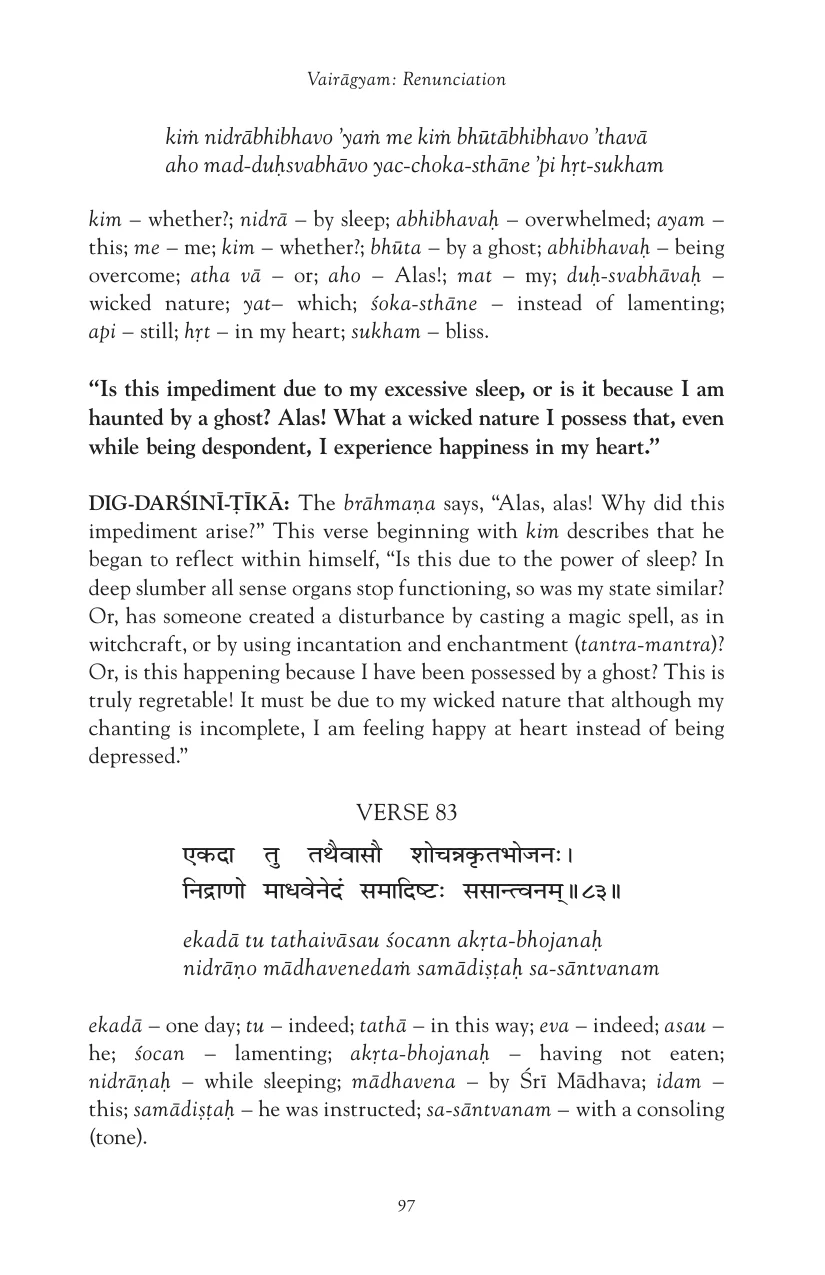 Vairāgyam: Renunciation
kiṁ nidrābhibhavo ’yaṁ me kiṁ bhūtābhibhavo ’thavā
aho mad-duḥsvabhāvo yac-choka-sthāne ’pi hṛt-sukham
kim – whether?; nidrā – by sleep; abhibhavaḥ – overwhelmed; ayam –
this; me – me; kim – whether?; bhūta – by a ghost; abhibhavaḥ – being
overcome; atha vā – or; aho – Alas!; mat – my; duḥ-svabhāvaḥ –
wicked nature; yat– which; śoka-sthāne – instead of lamenting;
api – still; hṛt – in my heart; sukham – bliss.
“Is this impediment due to my excessive sleep, or is it because I am
haunted by a ghost? Alas! What a wicked nature I possess that, even
while being despondent, I experience happiness in my heart.”
DIG-DARŚINĪ-ṬĪKĀ: The brāhmaṇa says, “Alas, alas! Why did this
impediment arise?” This verse beginning with kim describes that he
began to reflect within himself, “Is this due to the power of sleep? In
deep slumber all sense organs stop functioning, so was my state similar?
Or, has someone created a disturbance by casting a magic spell, as in
witchcraft, or by using incantation and enchantment (tantra-mantra)?
Or, is this happening because I have been possessed by a ghost? This is
truly regretable! It must be due to my wicked nature that although my
chanting is incomplete, I am feeling happy at heart instead of being
depressed.”
VERSE 83
एकदा तु तथैवासौ शोचन्नकृतभोजनः।
निद्राणो माधवेनेदं समादिष्टः ससान्त्वनम्॥८३॥
ekadā tu tathaivāsau śocann akṛta-bhojanaḥ
nidrāṇo mādhavenedaṁ samādiṣṭaḥ sa-sāntvanam
ekadā – one day; tu – indeed; tathā – in this way; eva – indeed; asau –
he; śocan – lamenting; akṛta-bhojanaḥ – having not eaten;
nidrāṇaḥ – while sleeping; mādhavena – by Śrī Mādhava; idam –
this; samādiṣṭaḥ – he was instructed; sa-sāntvanam – with a consoling
(tone).
97